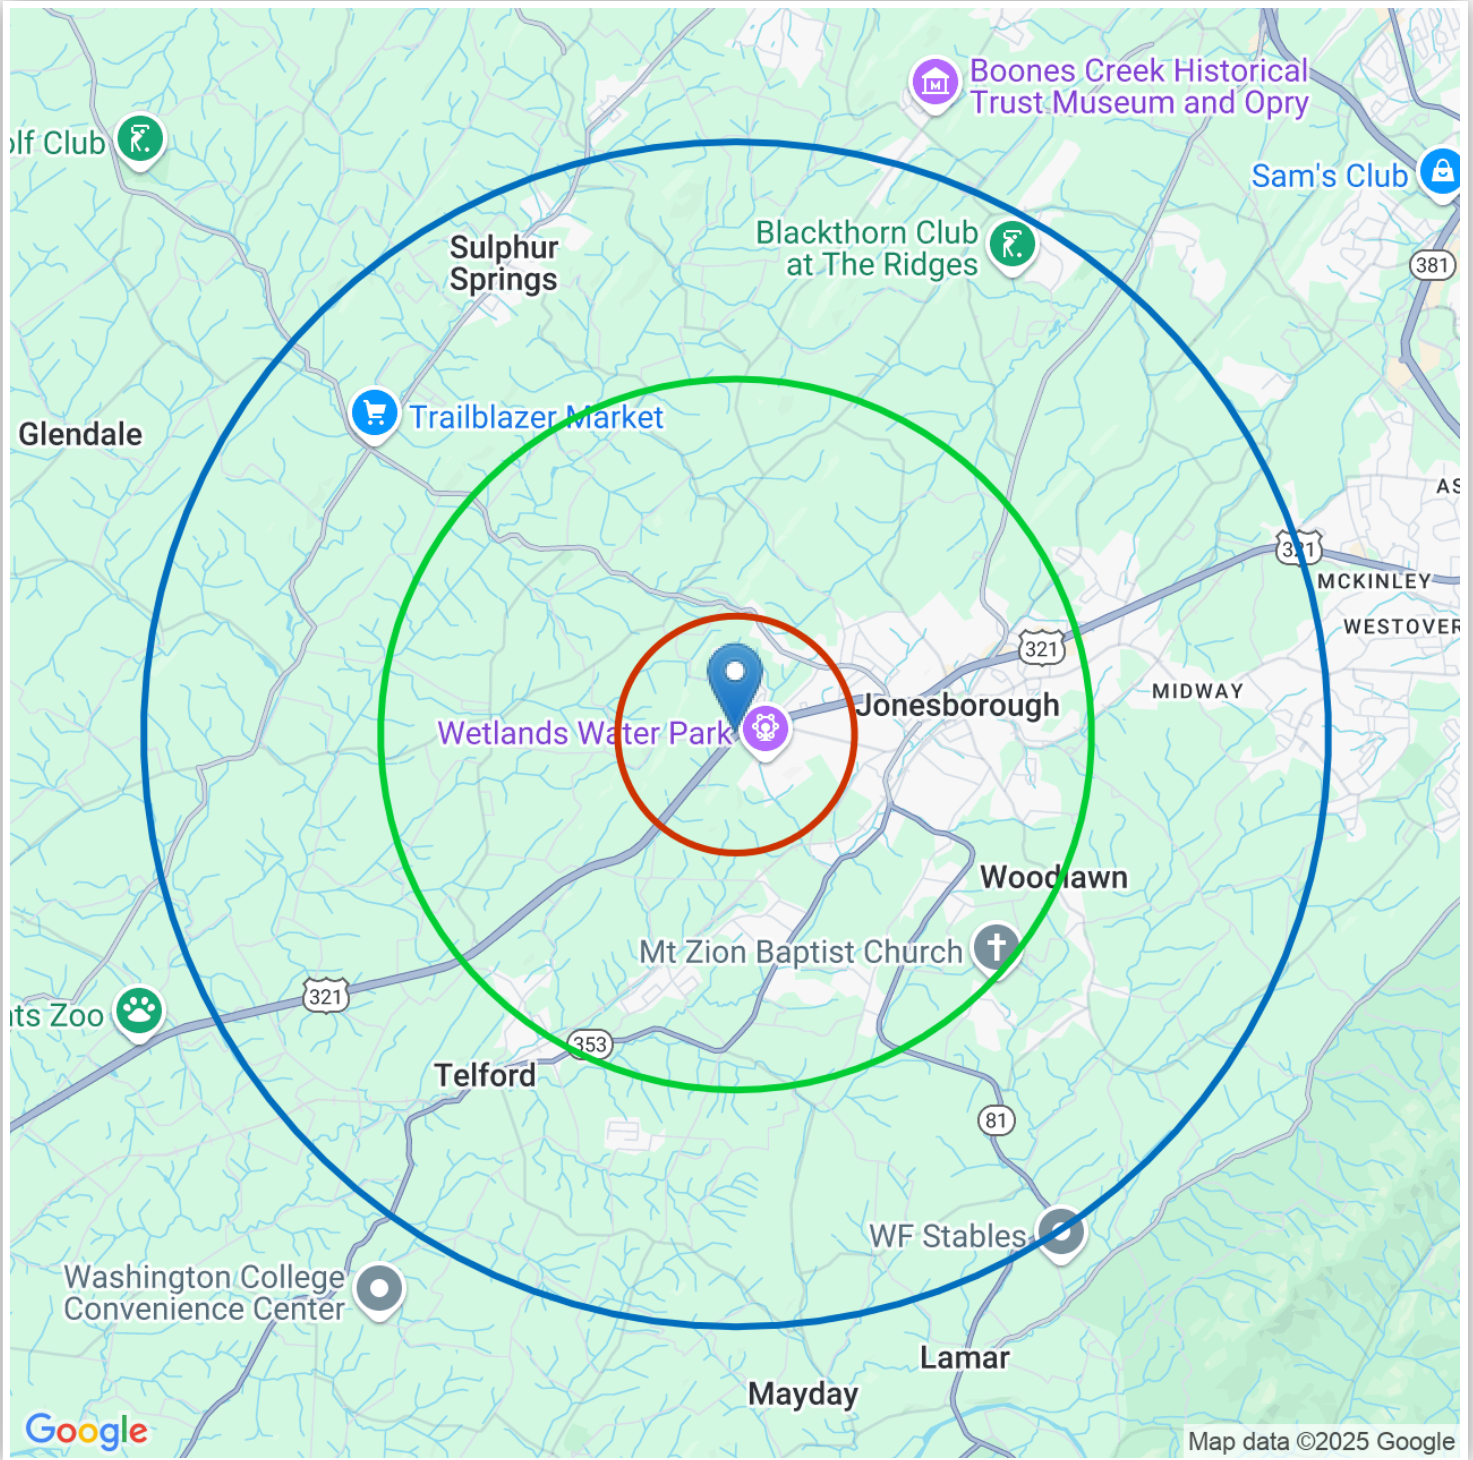 Boones Creek Historical
Trust Museum and Opry
olf Club
Sam's Club
Blackthorn Club
at The Ridges
Sulphur
Springs
381
Trailblazer Market
Glendale
AS
321
MCKINLEY
WESTOVER
321
MIDWAY
Jonesborough
Wetlands Water Park
Woodlawn
Mt Zion Baptist Church
321
nts Zoo
353
Telford
81
WF Stables
Washington College
Convenience Center
Lamar
Mayday
Google
Map data ©2025 Google